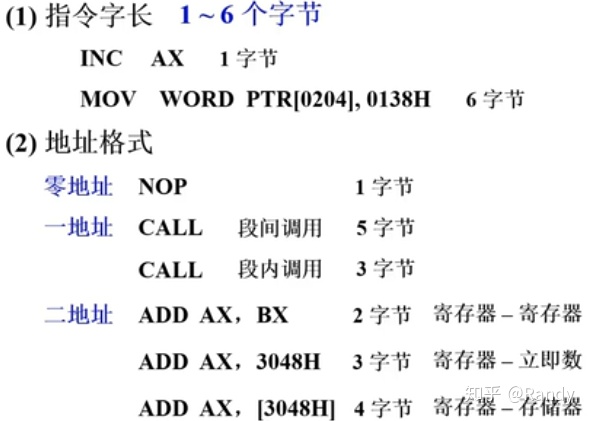 (1) 指令字长 1 ~ 6 个字节
INC AX 1 字节
MOV WORD PTR[0204], 0138H 6 字节
(2) 地址格式
零地址 NOP 1 字节
一地址 CALL 段间调用 5 字节
CALL 段内调用 3 字节
二地址 ADD AX，BX 2 字节 寄存器 – 寄存器
ADD AX，3048H 3 字节 寄存器 – 立即数
ADD AX，[3048H] 4 字节 寄存器 – 存储器
知乎 @Randy